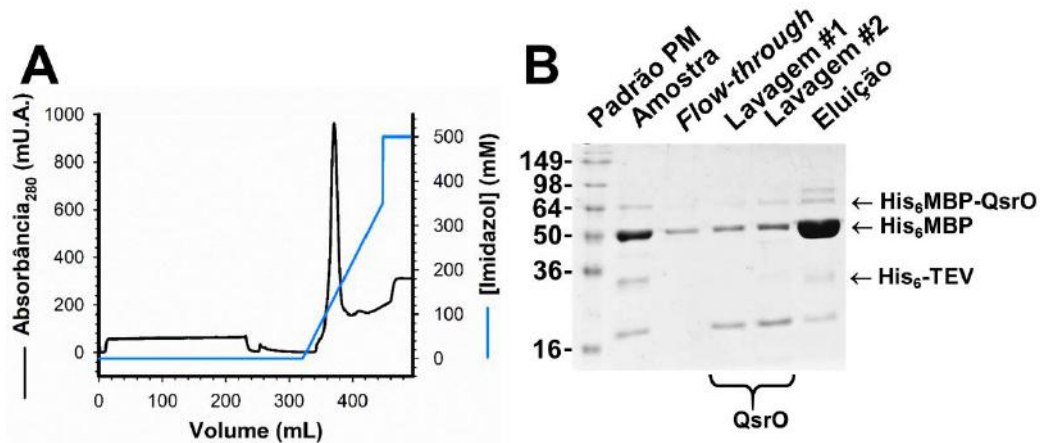 A
Absorbância280 (mU.A.)
1000
800
600
400
200
0
500
400
300
200
100
0
[Imidazol] (mM)
0
100
200
300
400
Volume (mL)
B
Padrão PM
Amostra
Flow-through
Lavagem #1
Lavagem #2
Eluição
149-
98-
64-
50-
36-
16-
← His6MBP-QsrO
← His6MBP
← His6-TEV
QsrO